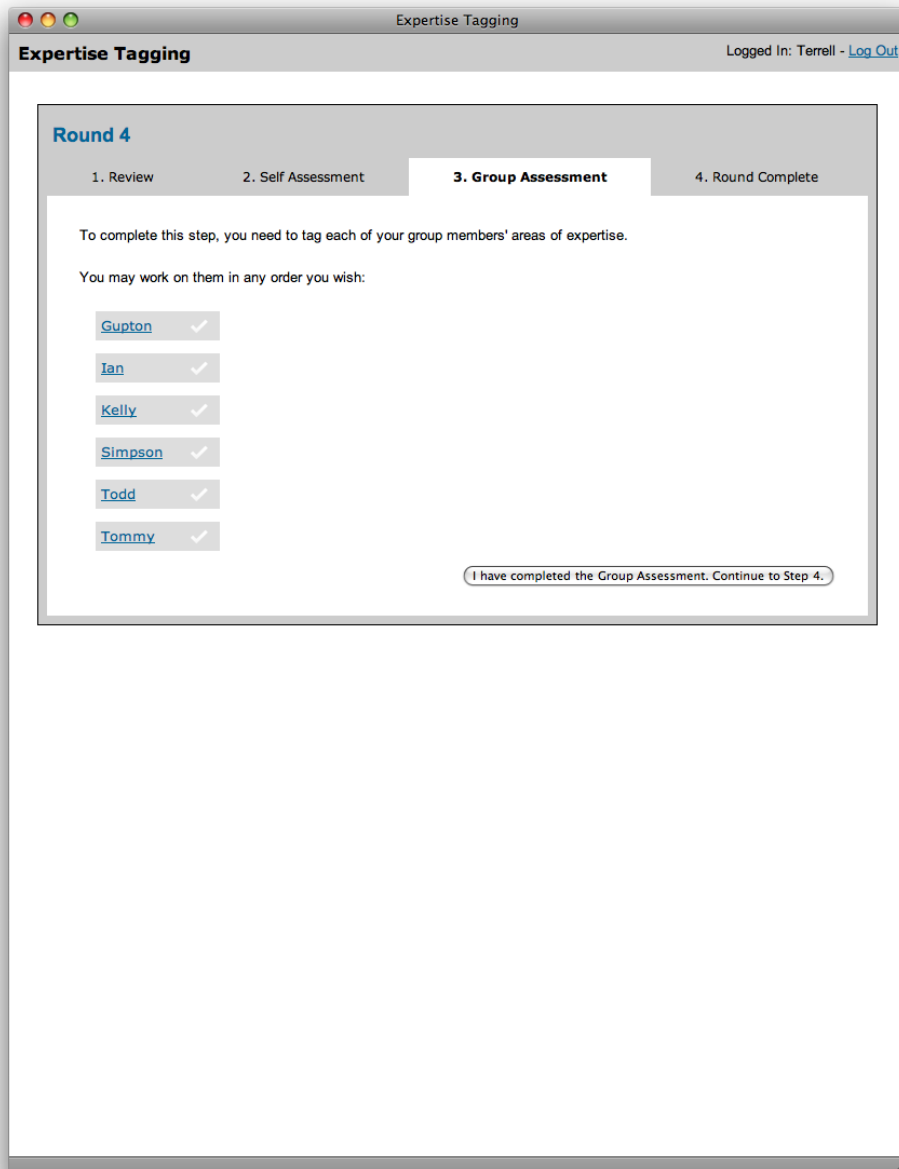 Expertise Tagging
Expertise Tagging
Logged In: Terrell - Log Out
Round 4
1. Review
2. Self Assessment
3. Group Assessment
4. Round Complete
To complete this step, you need to tag each of your group members' areas of expertise.
You may work on them in any order you wish:
Gupton
Ian
Kelly
Simpson
Todd
Tommy
I have completed the Group Assessment. Continue to Step 4.